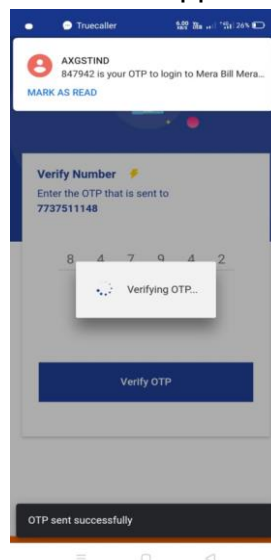 Truecaller
26%
AXGSTIND
847942 is your OTP to login to Mera Bill Mera...
MARK AS READ
Verify Number
Enter the OTP that is sent to
7737511148
8 4 7 9 4 2
Verifying OTP...
Verify OTP
OTP sent successfully